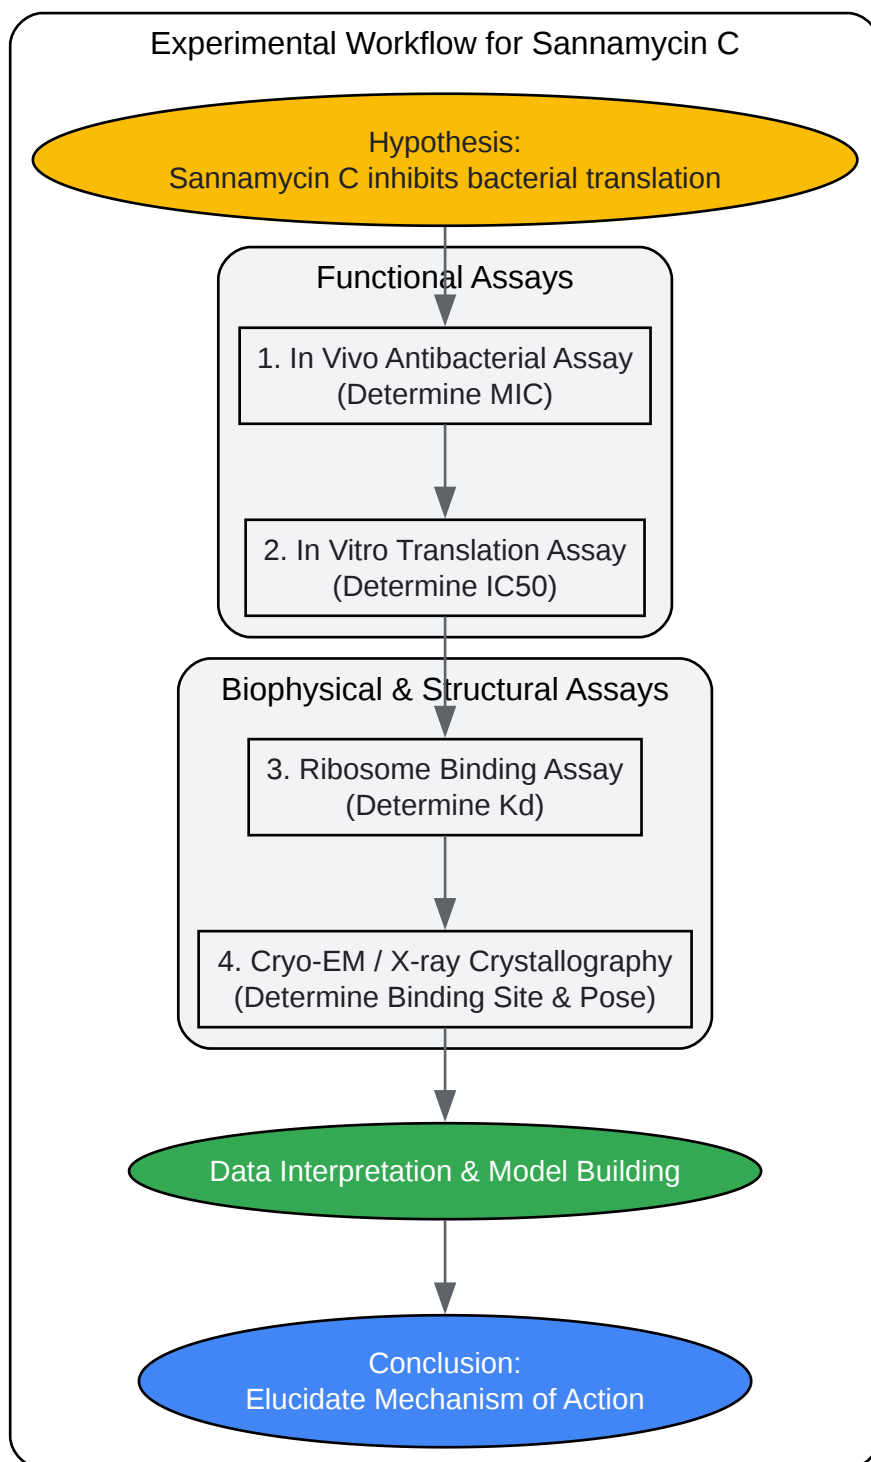 Experimental Workflow for Sannamycin C
Hypothesis:
Sannamycin C inhibits bacterial translation
Functional Assays
1. In Vivo Antibacterial Assay
(Determine MIC)
2. In Vitro Translation Assay
(Determine IC50)
Biophysical & Structural Assays
3. Ribosome Binding Assay
(Determine Kd)
4. Cryo-EM / X-ray Crystallography
(Determine Binding Site & Pose)
Data Interpretation & Model Building
Conclusion:
Elucidate Mechanism of Action